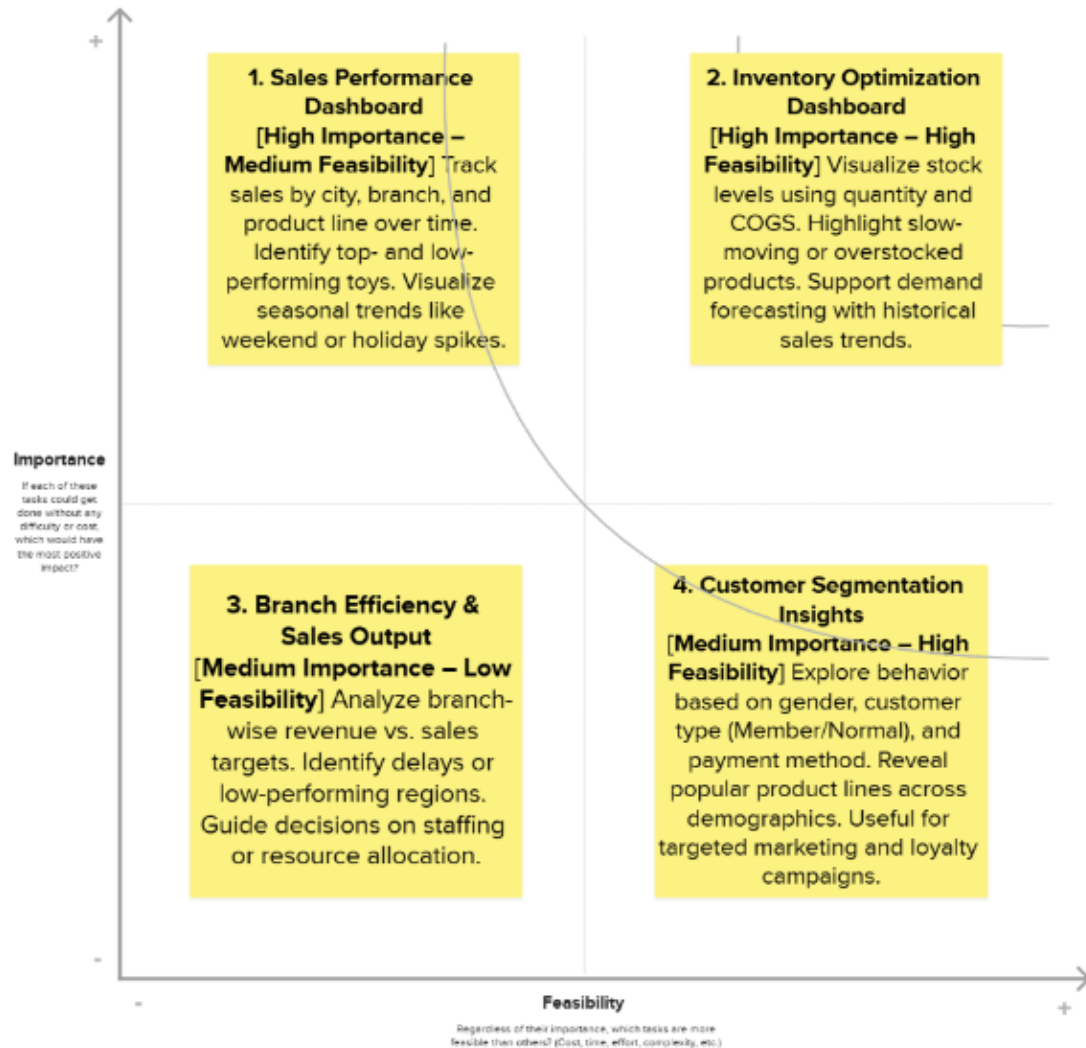 +
1. Sales Performance
Dashboard
[High Importance –
Medium Feasibility] Track
sales by city, branch, and
product line over time.
Identify top- and low-
performing toys. Visualize
seasonal trends like
weekend or holiday spikes.
2. Inventory Optimization
Dashboard
[High Importance – High
Feasibility] Visualize stock
levels using quantity and
COGS. Highlight slow-
moving or overstocked
products. Support demand
forecasting with historical
sales trends.
Importance
If each of these
tasks could get
done without any
difficulty or cost,
which would have
the most positive
impact?
3. Branch Efficiency &
Sales Output
[Medium Importance – Low
Feasibility] Analyze branch-
wise revenue vs. sales
targets. Identify delays or
low-performing regions.
Guide decisions on staffing
or resource allocation.
4. Customer Segmentation
Insights
[Medium Importance – High
Feasibility] Explore behavior
based on gender, customer
type (Member/Normal), and
payment method. Reveal
popular product lines across
demographics. Useful for
targeted marketing and loyalty
campaigns.
-
-
Feasibility
+
Regardless of their importance, which tasks are more
feasible than others? (Cost, time, effort, complexity, etc.)